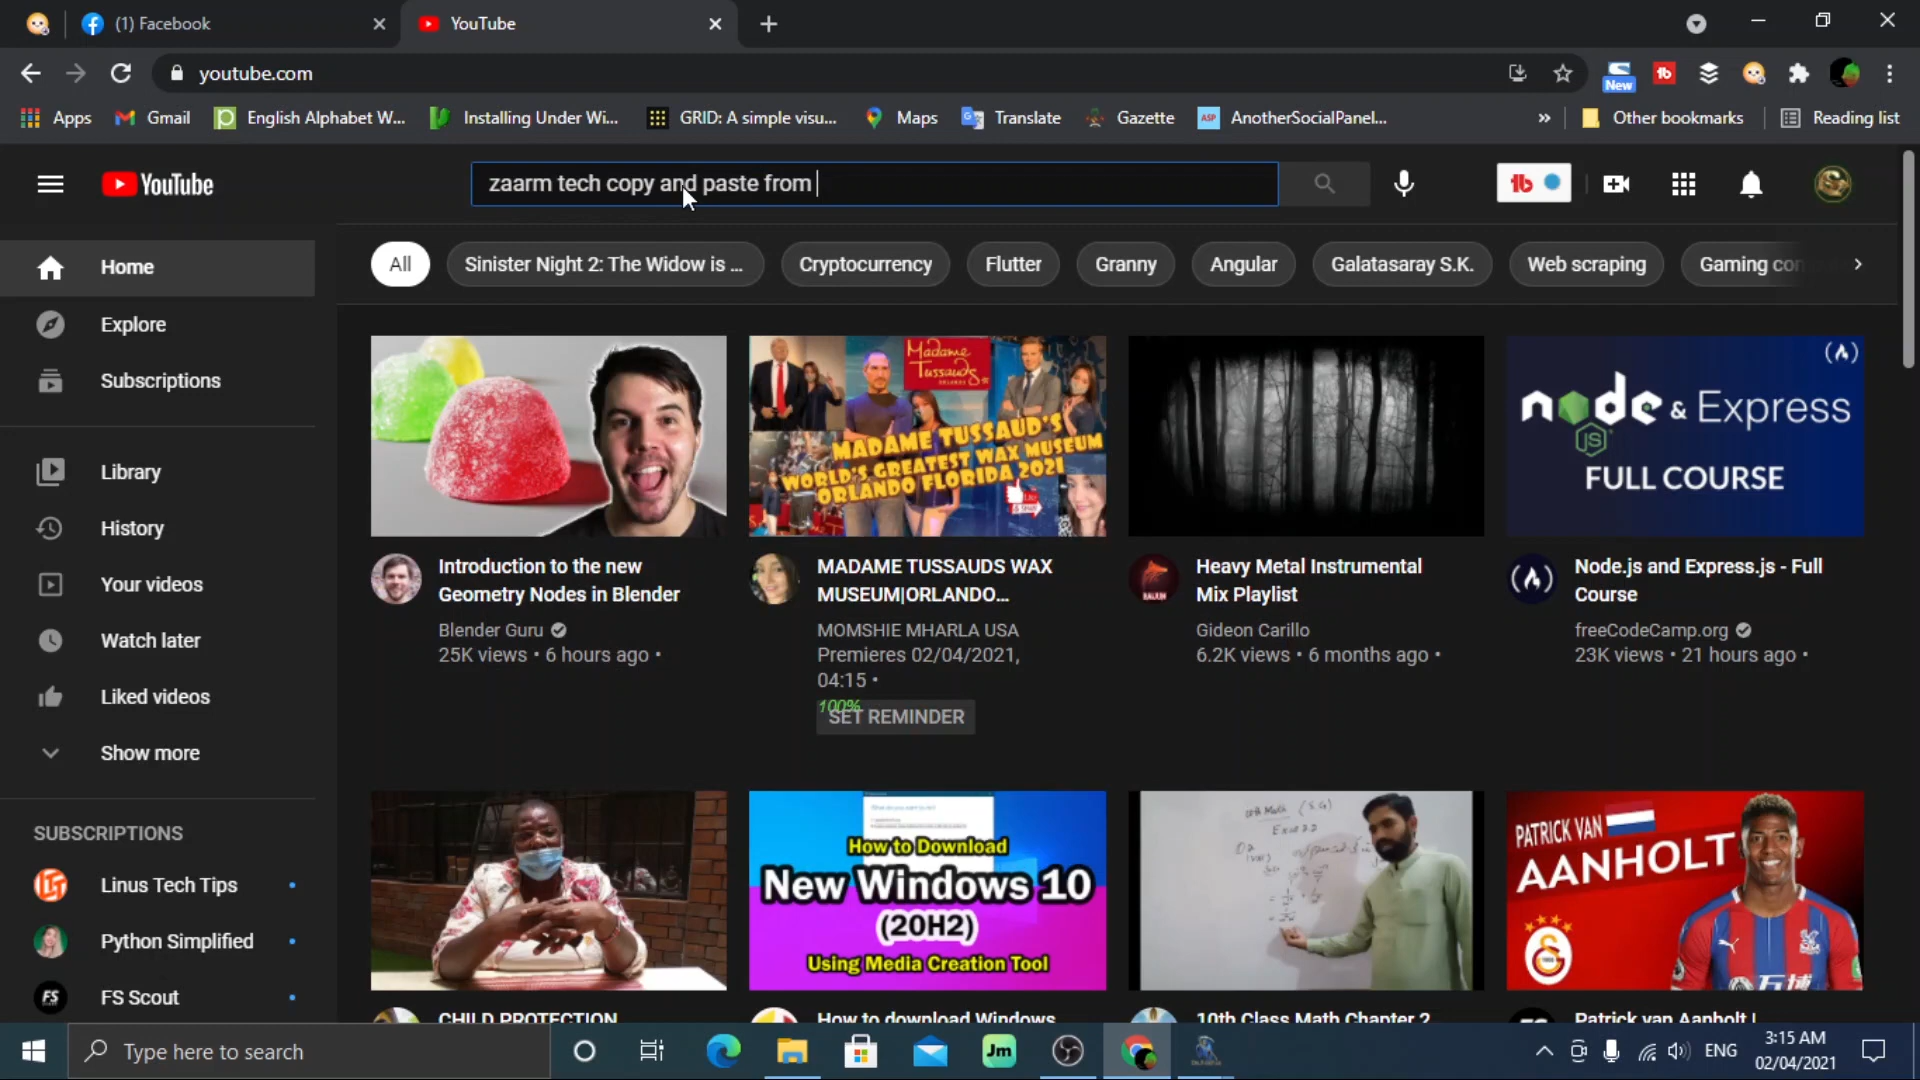 (1) Facebook
YouTube
youtube.com
New
Apps
Gmail
English Alphabet W...
Installing Under Wi...
GRID: A simple visu...
Maps
Translate
Gazette
ASP
AnotherSocialPanel...
»
Other bookmarks
Reading list
YouTube
zaarm tech copy and paste from
Home
Explore
Subscriptions
Library
History
Your videos
Watch later
Liked videos
Show more
SUBSCRIPTIONS
Linus Tech Tips
Python Simplified
FS
FS Scout
All
Sinister Night 2: The Widow is ...
Cryptocurrency
Flutter
Granny
Angular
Galatasaray S.K.
Web scraping
Gaming
Madame
Tussauds
MADAME TUSSAUD'S
WORLD'S GREATEST WAX MUSEUM
ORLANDO FLORIDA 2021
node & Express
JS
FULL COURSE
Introduction to the new
Geometry Nodes in Blender
Blender Guru
25K views • 6 hours ago •
MADAME TUSSAUDS WAX
MUSEUM|ORLANDO...
MOMSHIE MHARLA USA
Premieres 02/04/2021,
04:15 •
100%
SET REMINDER
Heavy Metal Instrumental
Mix Playlist
Gideon Carillo
6.2K views • 6 months ago •
Node.js and Express.js - Full
Course
freeCodeCamp.org
23K views • 21 hours ago •
How to Download
New Windows 10
(20H2)
Using Media Creation Tool
PATRICK VAN
AANHOLT
CHILD PROTECTION
How to download Windows
10th Class Math Chapter 2
Patrick van Aanholt |
Type here to search
Jm
ENG
3:15 AM
02/04/2021